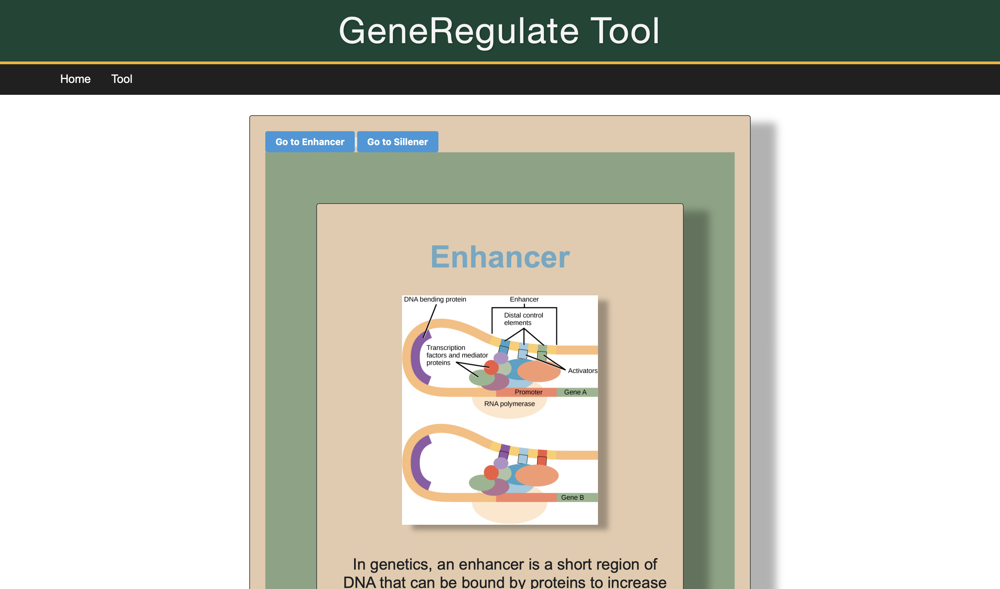 GeneRegulate Tool
Home Tool
Go to Enhancer Go to Sillener
Enhancer
DNA bending protein
Enhancer
Distal control
elements
Transcription
factors and mediator
proteins
Activators
Promoter
Gene A
RNA polymerase
Gene B
In genetics, an enhancer is a short region of
DNA that can be bound by proteins to increase